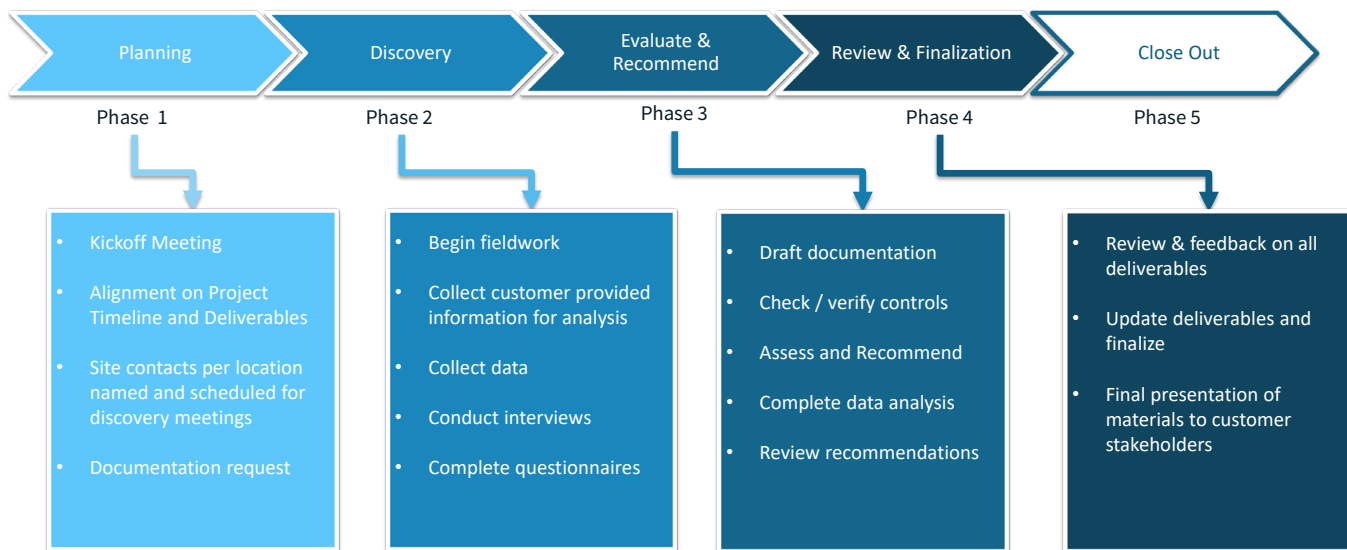 Planning
Discovery
Evaluate &
Recommend
Review & Finalization
Close Out
Phase 1
Phase 2
Phase 3
Phase 4
Phase 5
• Kickoff Meeting
• Alignment on Project
Timeline and Deliverables
• Site contacts per location
named and scheduled for
discovery meetings
• Documentation request
• Begin fieldwork
• Collect customer provided
information for analysis
• Collect data
• Conduct interviews
• Complete questionnaires
• Draft documentation
• Check / verify controls
• Assess and Recommend
• Complete data analysis
• Review recommendations
• Review & feedback on all
deliverables
• Update deliverables and
finalize
• Final presentation of
materials to customer
stakeholders